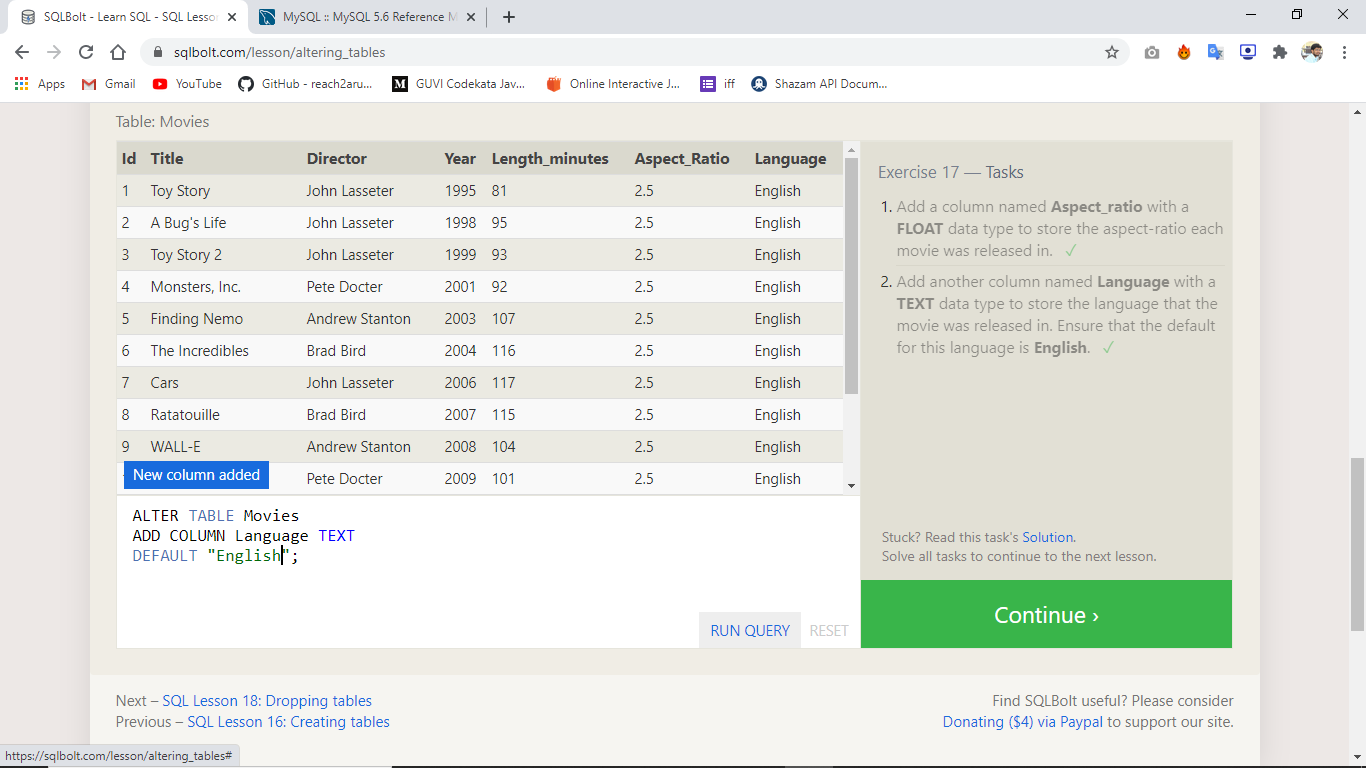 SQLBolt - Learn SQL - SQL Lesson
MySQL :: MySQL 5.6 Reference M
sqlbolt.com/lesson/altering_tables
Apps Gmail YouTube GitHub - reach2aru... GUVI Codekata Jav... Online Interactive J... iff Shazam API Docum...
Table: Movies
Id Title Director Year Length_minutes Aspect_Ratio Language
1 Toy Story John Lasseter 1995 81 2.5 English
2 A Bug's Life John Lasseter 1998 95 2.5 English
3 Toy Story 2 John Lasseter 1999 93 2.5 English
4 Monsters, Inc. Pete Docter 2001 92 2.5 English
5 Finding Nemo Andrew Stanton 2003 107 2.5 English
6 The Incredibles Brad Bird 2004 116 2.5 English
7 Cars John Lasseter 2006 117 2.5 English
8 Ratatouille Brad Bird 2007 115 2.5 English
9 WALL-E Andrew Stanton 2008 104 2.5 English
Pete Docter 2009 101 2.5 English
New column added
ALTER TABLE Movies
ADD COLUMN Language TEXT
DEFAULT "English";
RUN QUERY RESET
Exercise 17 — Tasks
1. Add a column named Aspect_ratio with a
FLOAT data type to store the aspect-ratio each
movie was released in. ✓
2. Add another column named Language with a
TEXT data type to store the language that the
movie was released in. Ensure that the default
for this language is English. ✓
Stuck? Read this task's Solution.
Solve all tasks to continue to the next lesson.
Continue ›
Next – SQL Lesson 18: Dropping tables
Previous – SQL Lesson 16: Creating tables
Find SQLBolt useful? Please consider
Donating ($4) via Paypal to support our site.
https://sqlbolt.com/lesson/altering_tables#